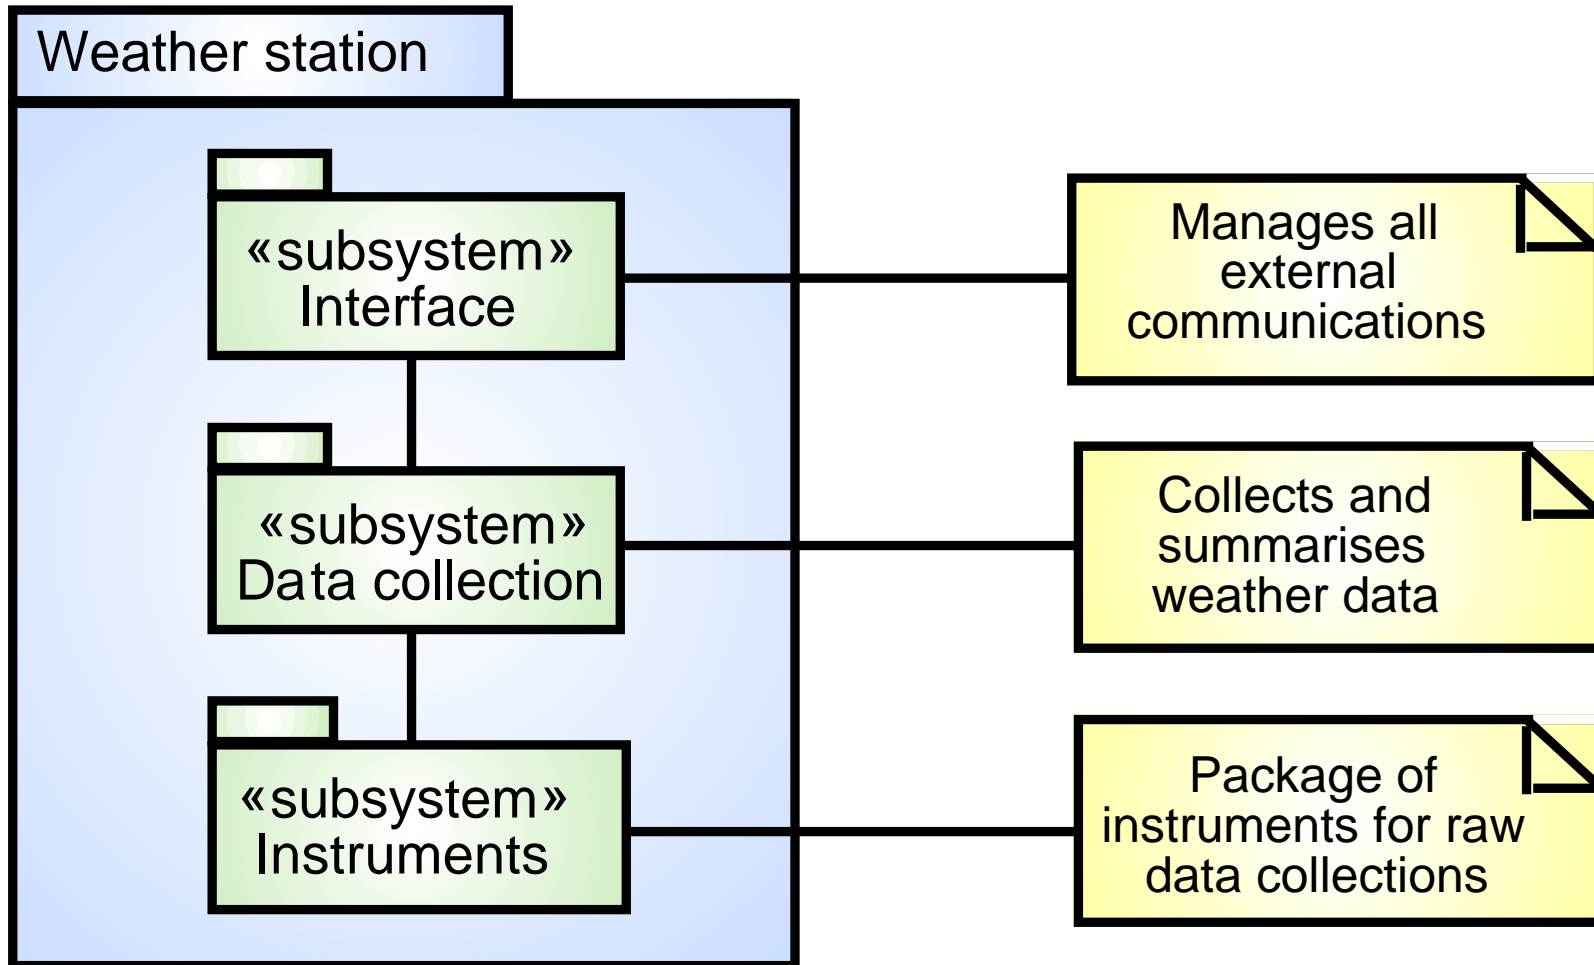 Weather station
«subsystem»
Interface
Manages all
external
communications
«subsystem»
Data collection
Collects and
summarises
weather data
«subsystem»
Instruments
Package of
instruments for raw
data collections